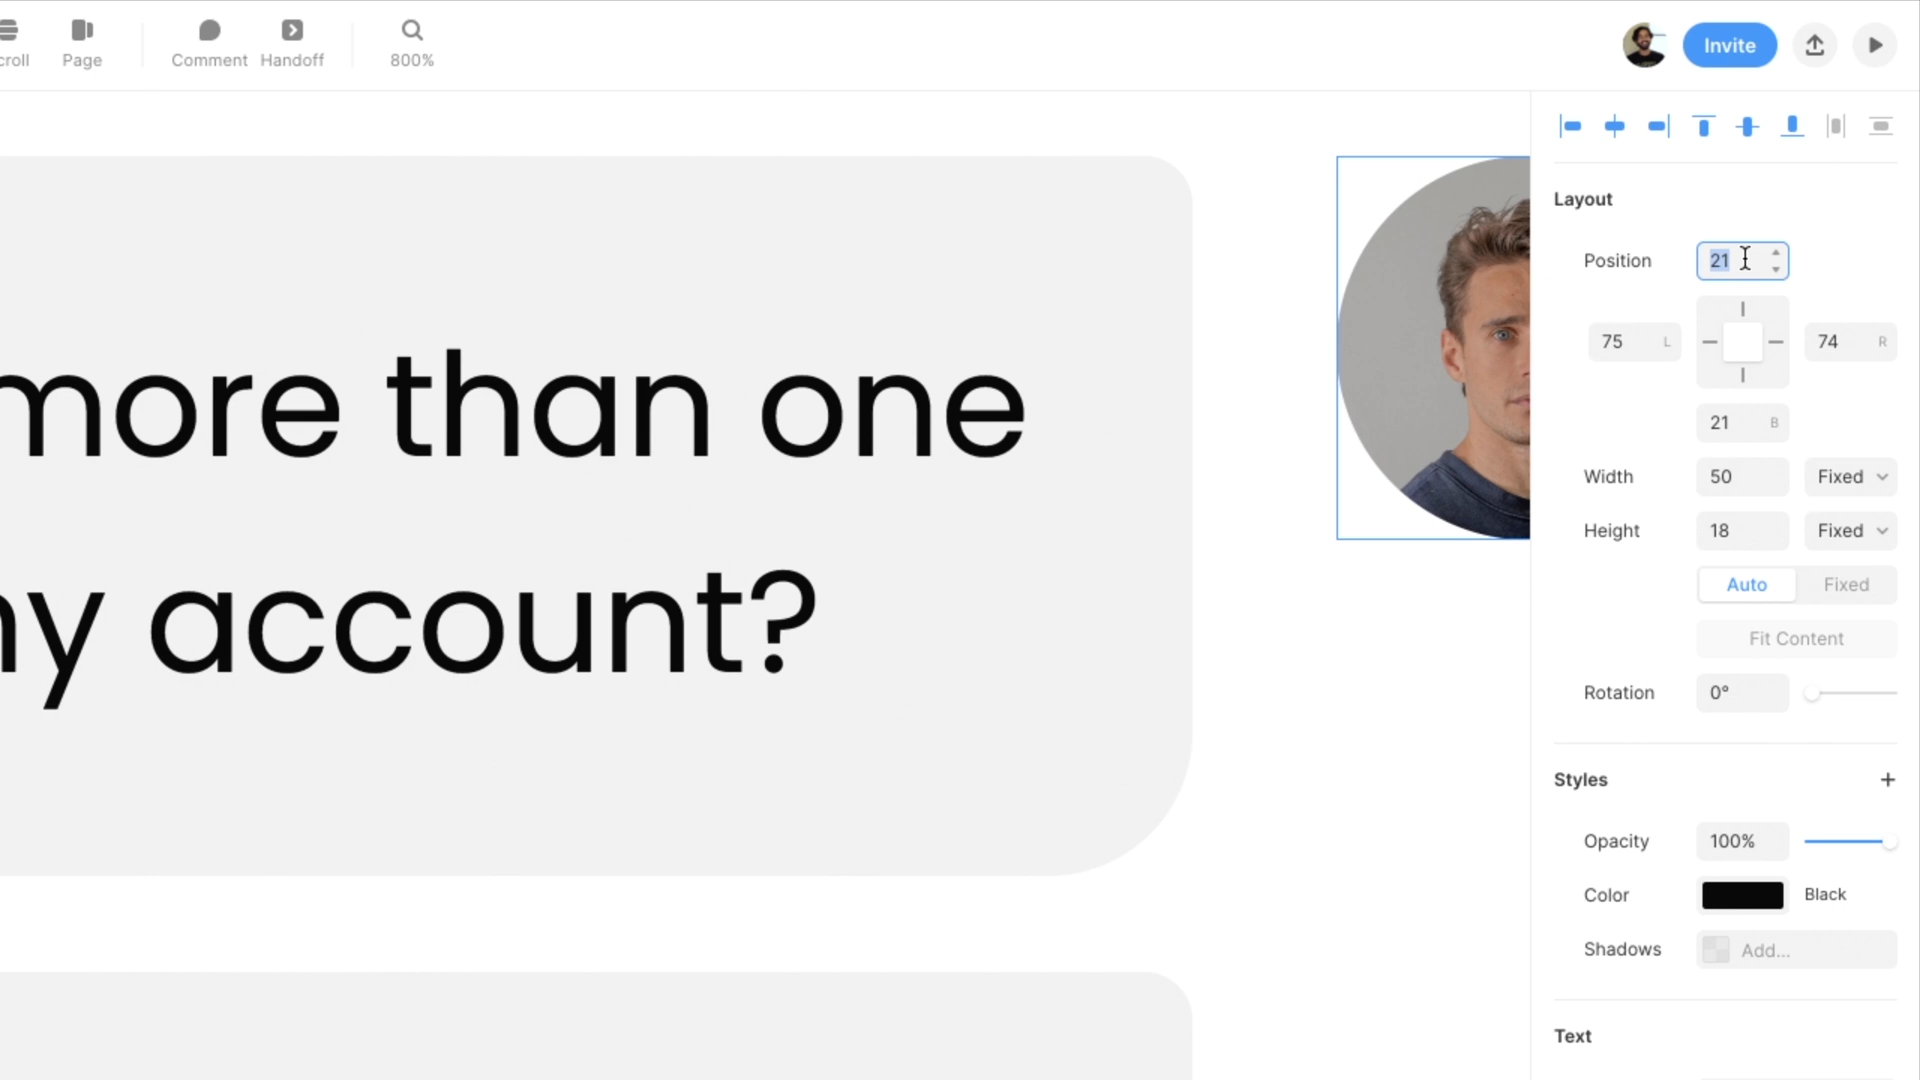 croll
Page
Comment
Handoff
800%
Invite
Layout
Position
21
75 L
74 R
21 B
Width
50
Fixed
Height
18
Fixed
Auto
Fixed
Fit Content
Rotation
0°
Styles
+
Opacity
100%
Color
Black
Shadows
Add...
Text
more than one
ny account?